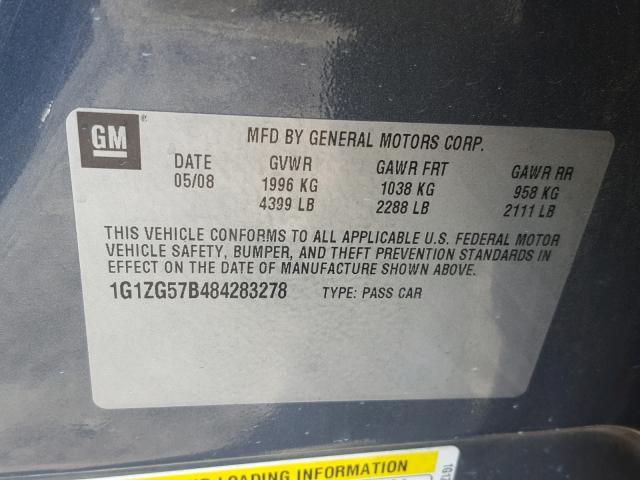 GM
MFD BY GENERAL MOTORS CORP.
DATE GVWR GAWR FRT GAWR RR
05/08 1996 KG 1038 KG 958 KG
4399 LB 2288 LB 2111 LB
THIS VEHICLE CONFORMS TO ALL APPLICABLE U.S. FEDERAL MOTOR
VEHICLE SAFETY, BUMPER, AND THEFT PREVENTION STANDARDS IN
EFFECT ON THE DATE OF MANUFACTURE SHOWN ABOVE.
1G1ZG57B484283278 TYPE: PASS CAR
LOADING INFORMATION